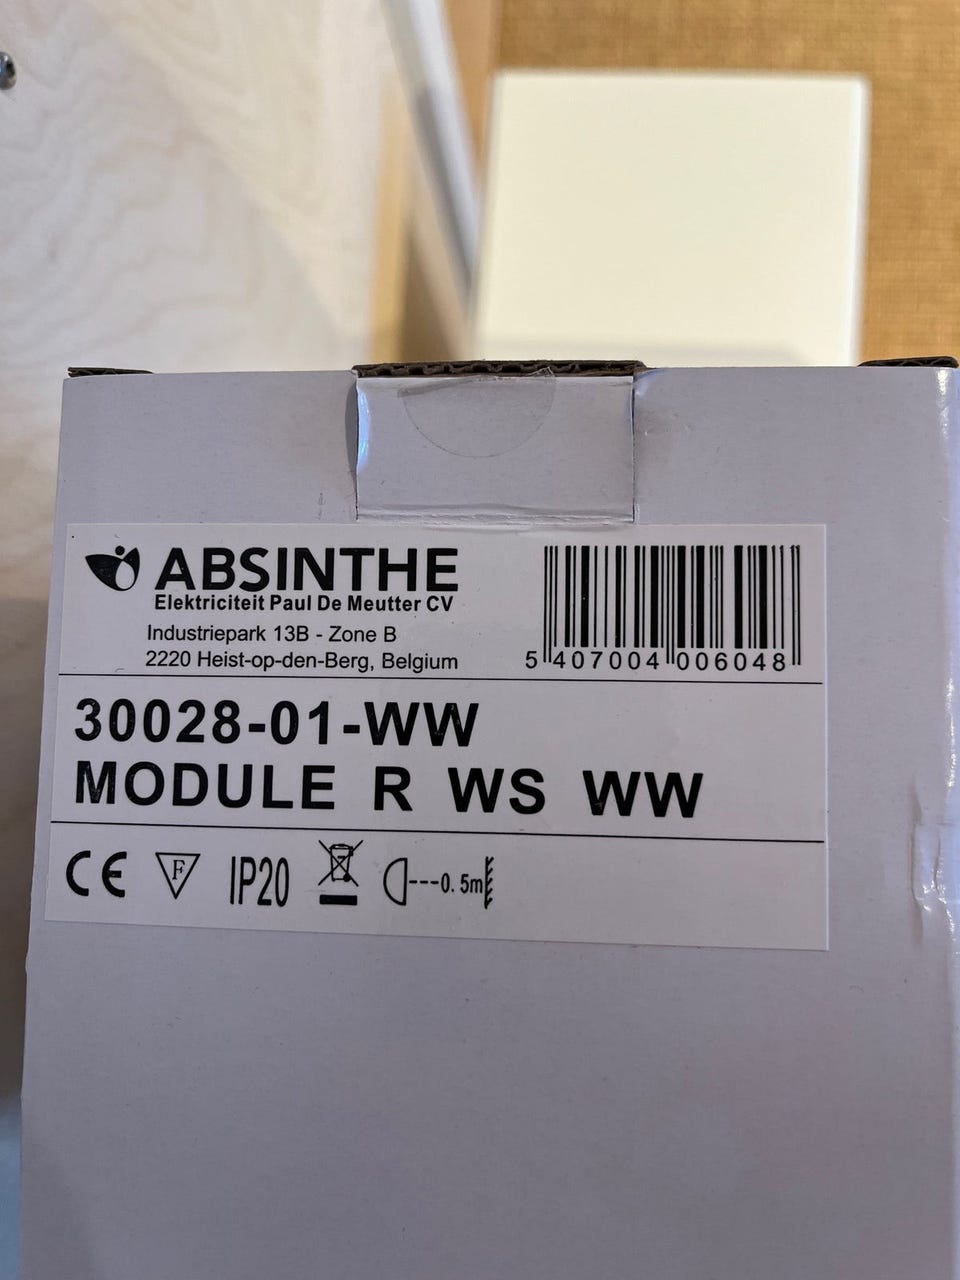 ABSINTHE
Elektriciteit Paul De Meutter CV
Industriepark 13B - Zone B
2220 Heist-op-den-Berg, Belgium
5 407004 006048
30028-01-WW
MODULE R WS WW
CE F IP20 0.5m